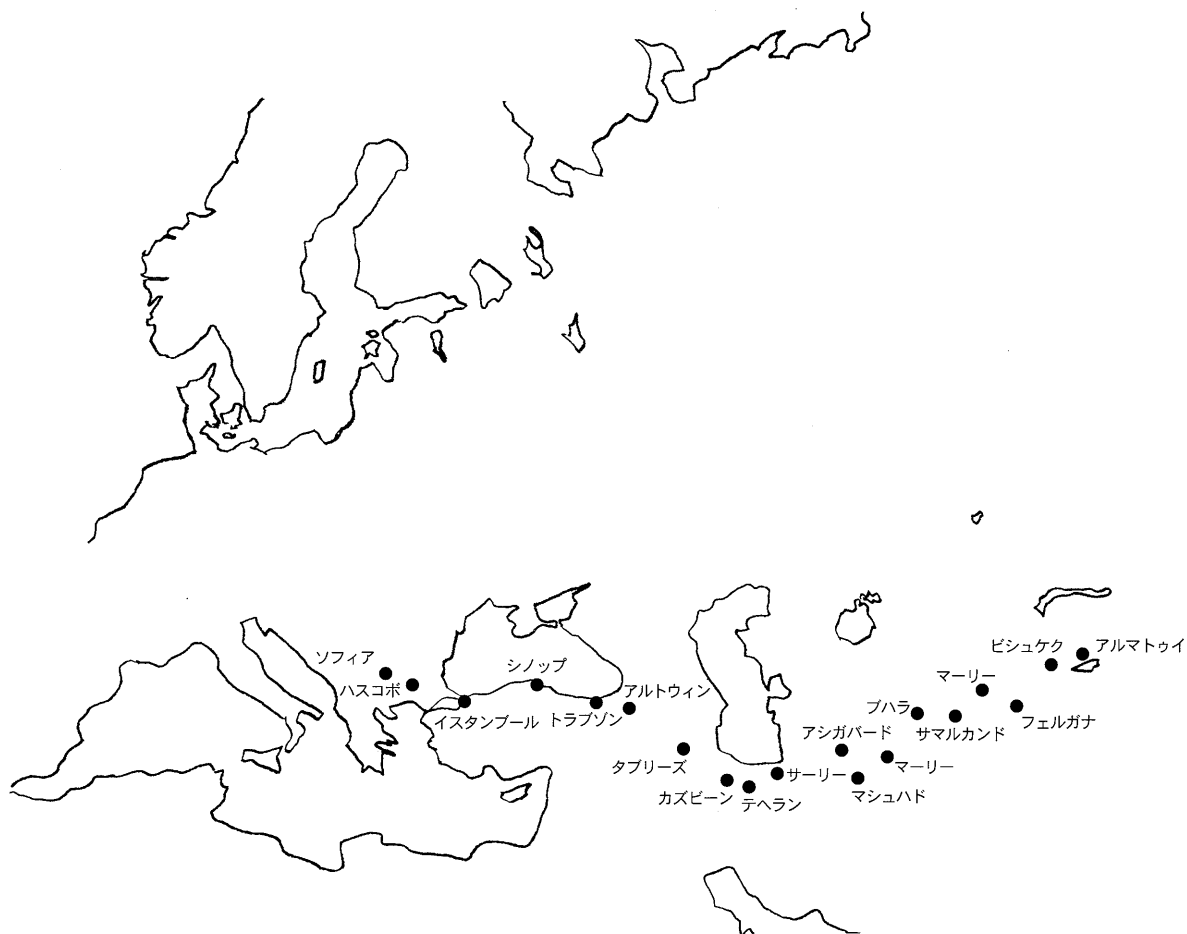 ビシュケク
アルマトゥイ
ソフィア
シノップ
マーリー
ハスコボ
アルトウィン
ブハラ
イスタンブール
トラブゾン
サマルカンド
フェルガナ
アシガバード
タブリーズ
サーリー
マーリー
カズビーン
テヘラン
マシュハド